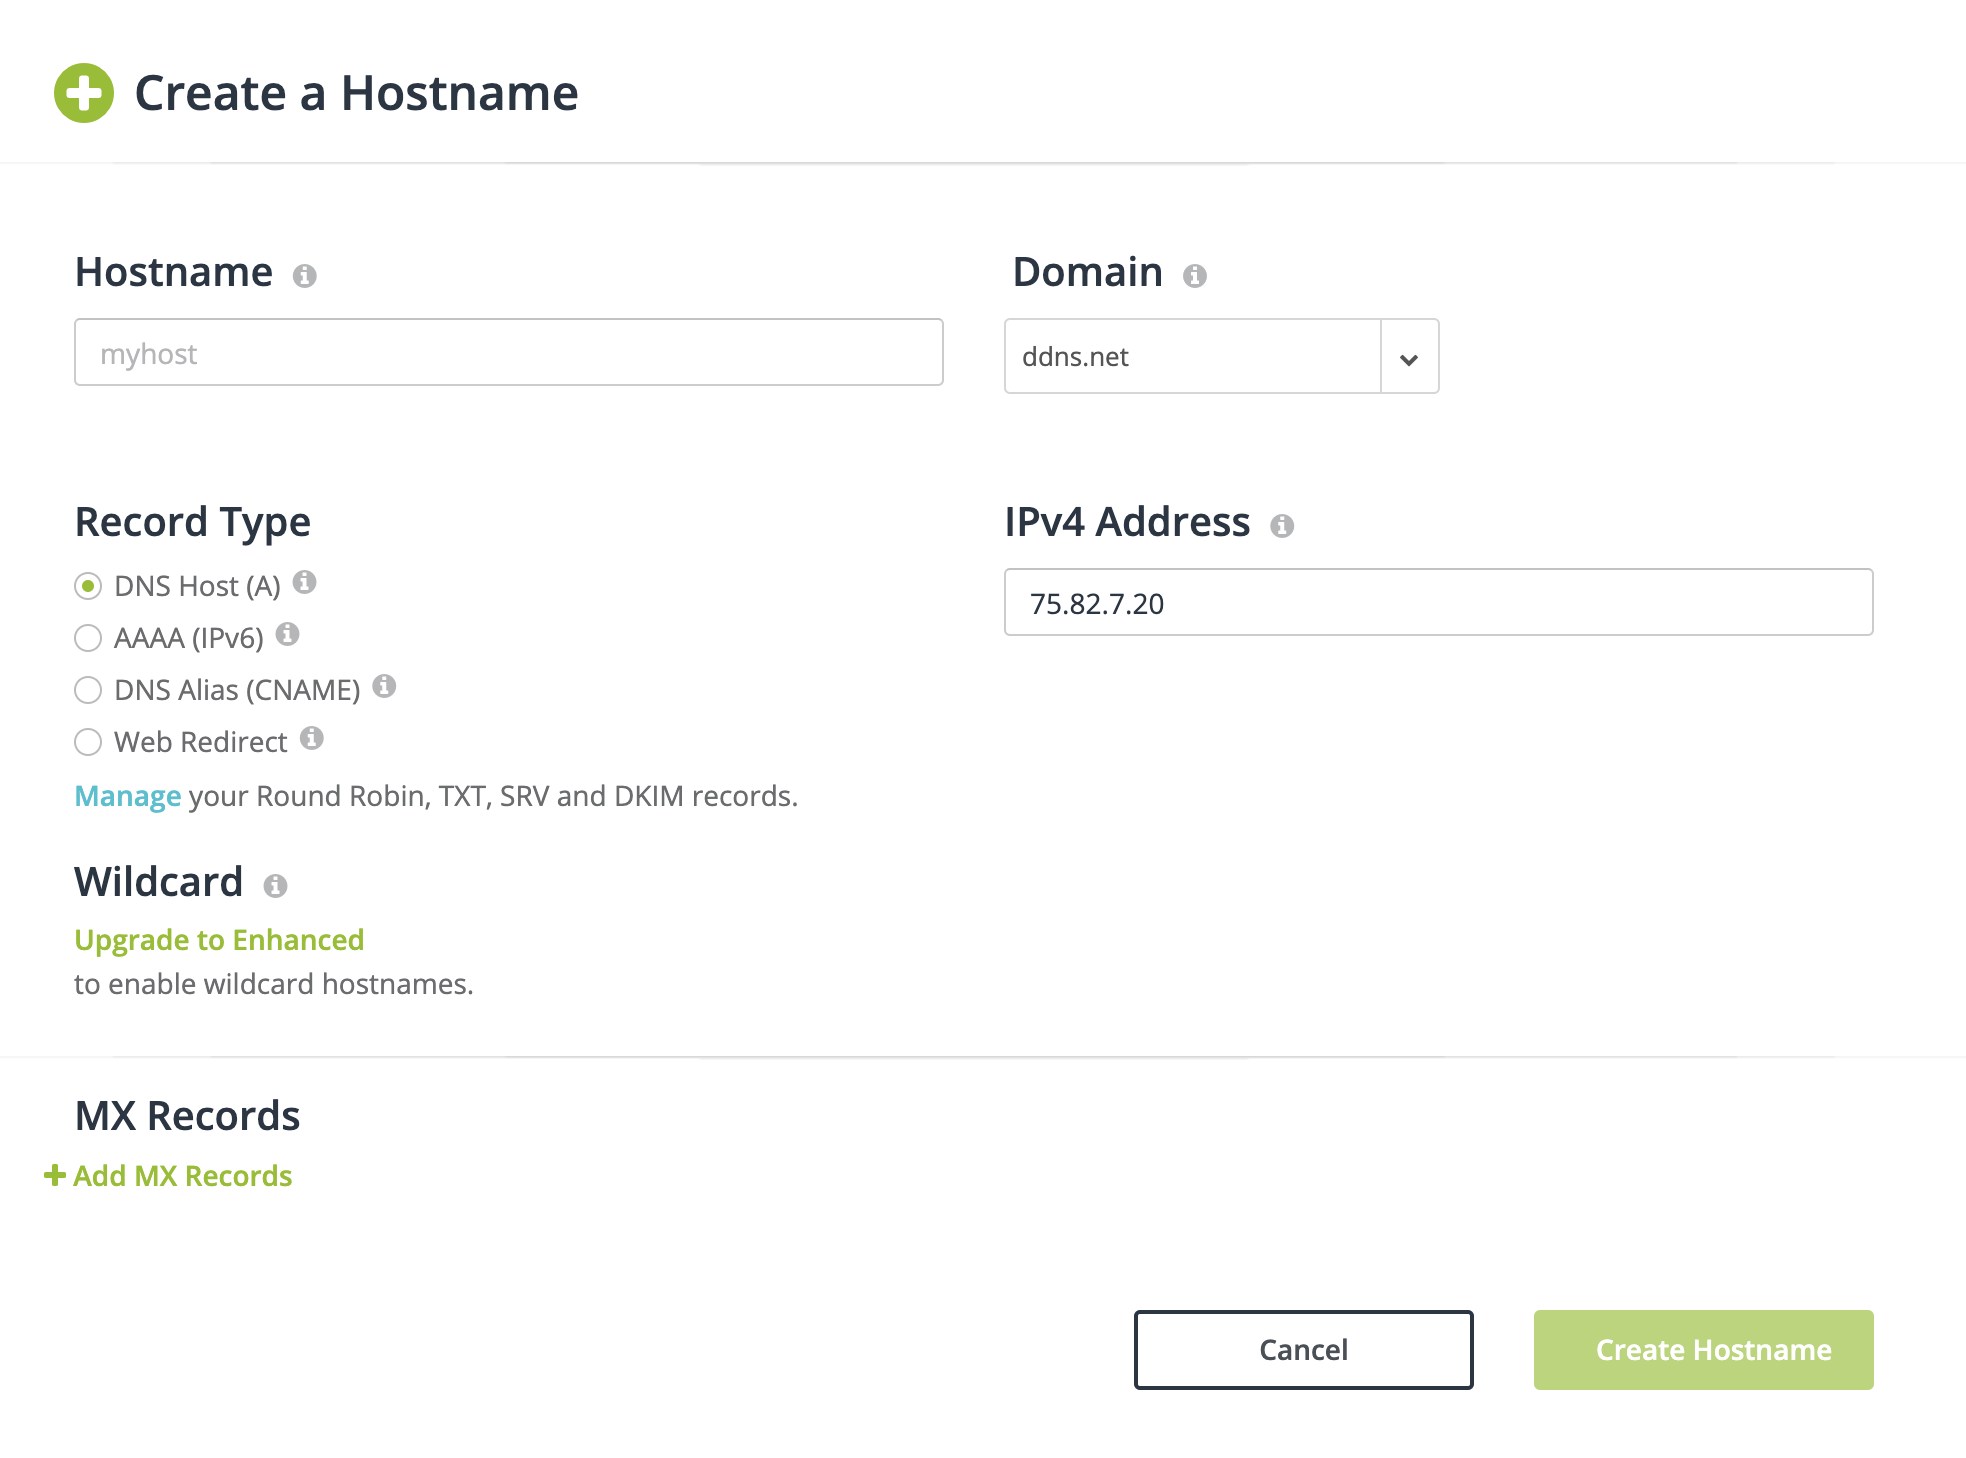 Create a Hostname
Hostname
Domain
myhost
ddns.net
Record Type
IPv4 Address
DNS Host (A)
75.82.7.20
AAAA (IPv6)
DNS Alias (CNAME)
Web Redirect
Manage your Round Robin, TXT, SRV and DKIM records.
Wildcard
Upgrade to Enhanced
to enable wildcard hostnames.
MX Records
Add MX Records
Cancel
Create Hostname